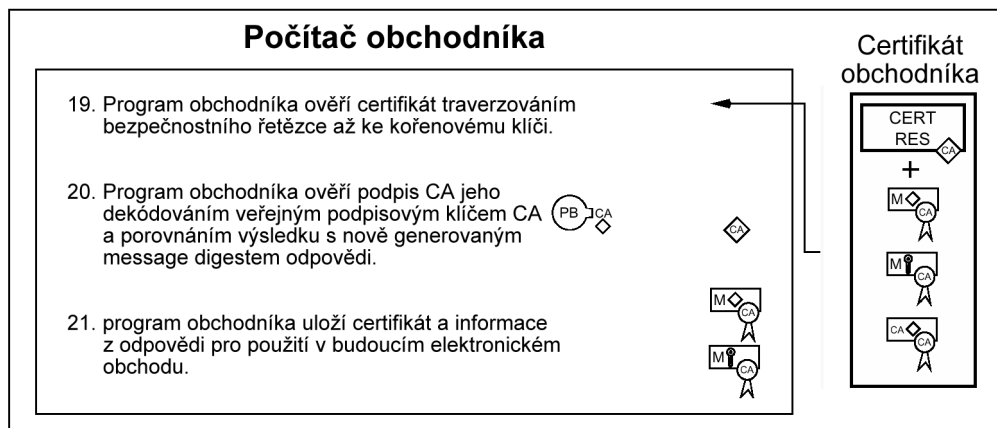 Počítač obchodníka
Certifikát
obchodníka
19. Program obchodníka ověří certifikát traverzováním
bezpečnostního řetězce až ke kořenovému klíči.
20. Program obchodníka ověří podpis CA jeho
dekódováním veřejným podpisovým klíčem CA
a porovnáním výsledku s nově generovaným
message digestem odpovědi.
PB CA
CA
21. program obchodníka uloží certifikát a informace
z odpovědi pro použití v budoucím elektronickém
obchodu.
M CA
M CA
CERT
RES
CA
+
M CA
M CA
CA CA